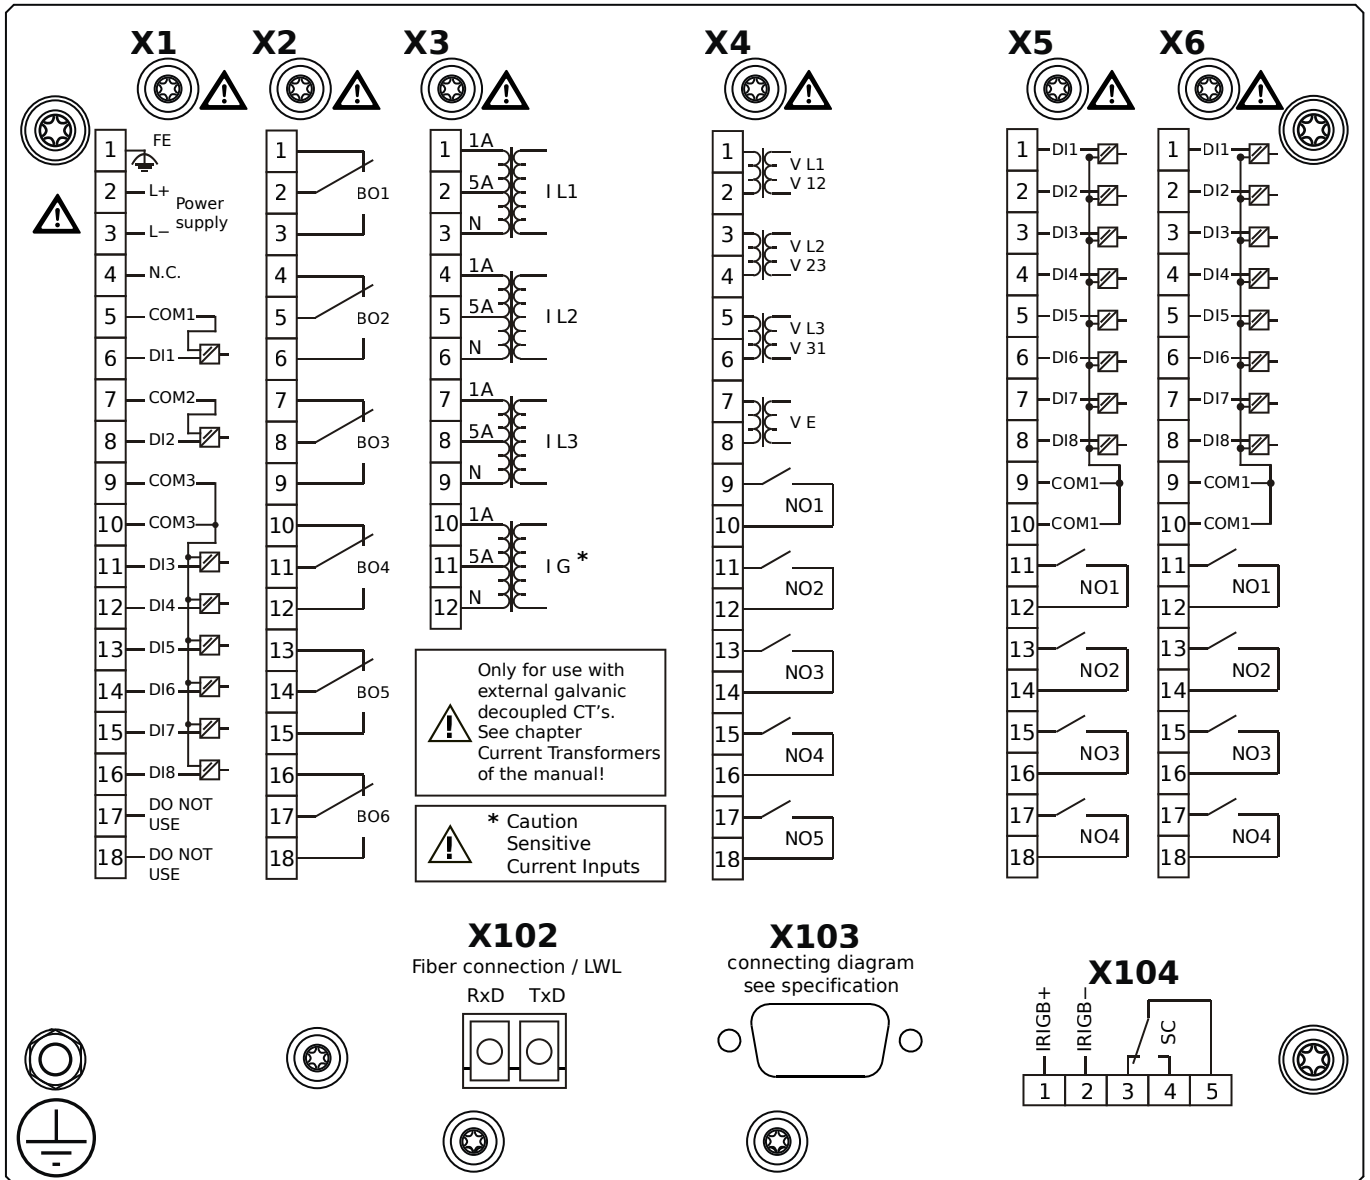 X1
X2
X3
X4
X5
X6
1 FE
2 L+
Power
supply
3 L−
4 N.C.
5 COM1
6 DI1
7 COM2
8 DI2
9 COM3
10 COM3
11 DI3
12 DI4
13 DI5
14 DI6
15 DI7
16 DI8
17 DO NOT
USE
18 DO NOT
USE
1
2 BO1
3
4
5 BO2
6
7
8 BO3
9
10
11 BO4
12
13
14 BO5
15
16
17 BO6
18
1 1A
2 5A I L1
3 N
4 1A
5 5A I L2
6 N
7 1A
8 5A I L3
9 N
10 1A
11 5A I G *
12 N
Only for use with
external galvanic
decoupled CT's.
See chapter
Current Transformers
of the manual!
* Caution
Sensitive
Current Inputs
1 V L1
2 V 12
3 V L2
4 V 23
5 V L3
6 V 31
7 V E
8
9
NO1
10
11
NO2
12
13
NO3
14
15
NO4
16
17
NO5
18
1 DI1
2 DI2
3 DI3
4 DI4
5 DI5
6 DI6
7 DI7
8 DI8
9 COM1
10 COM1
11
NO1
12
13
NO2
14
15
NO3
16
17
NO4
18
1 DI1
2 DI2
3 DI3
4 DI4
5 DI5
6 DI6
7 DI7
8 DI8
9 COM1
10 COM1
11
NO1
12
13
NO2
14
15
NO3
16
17
NO4
18
X102
Fiber connection / LWL
RxD TxD
X103
connecting diagram
see specification
X104
IRIGB+
IRIGB−
SC
1 2 3 4 5